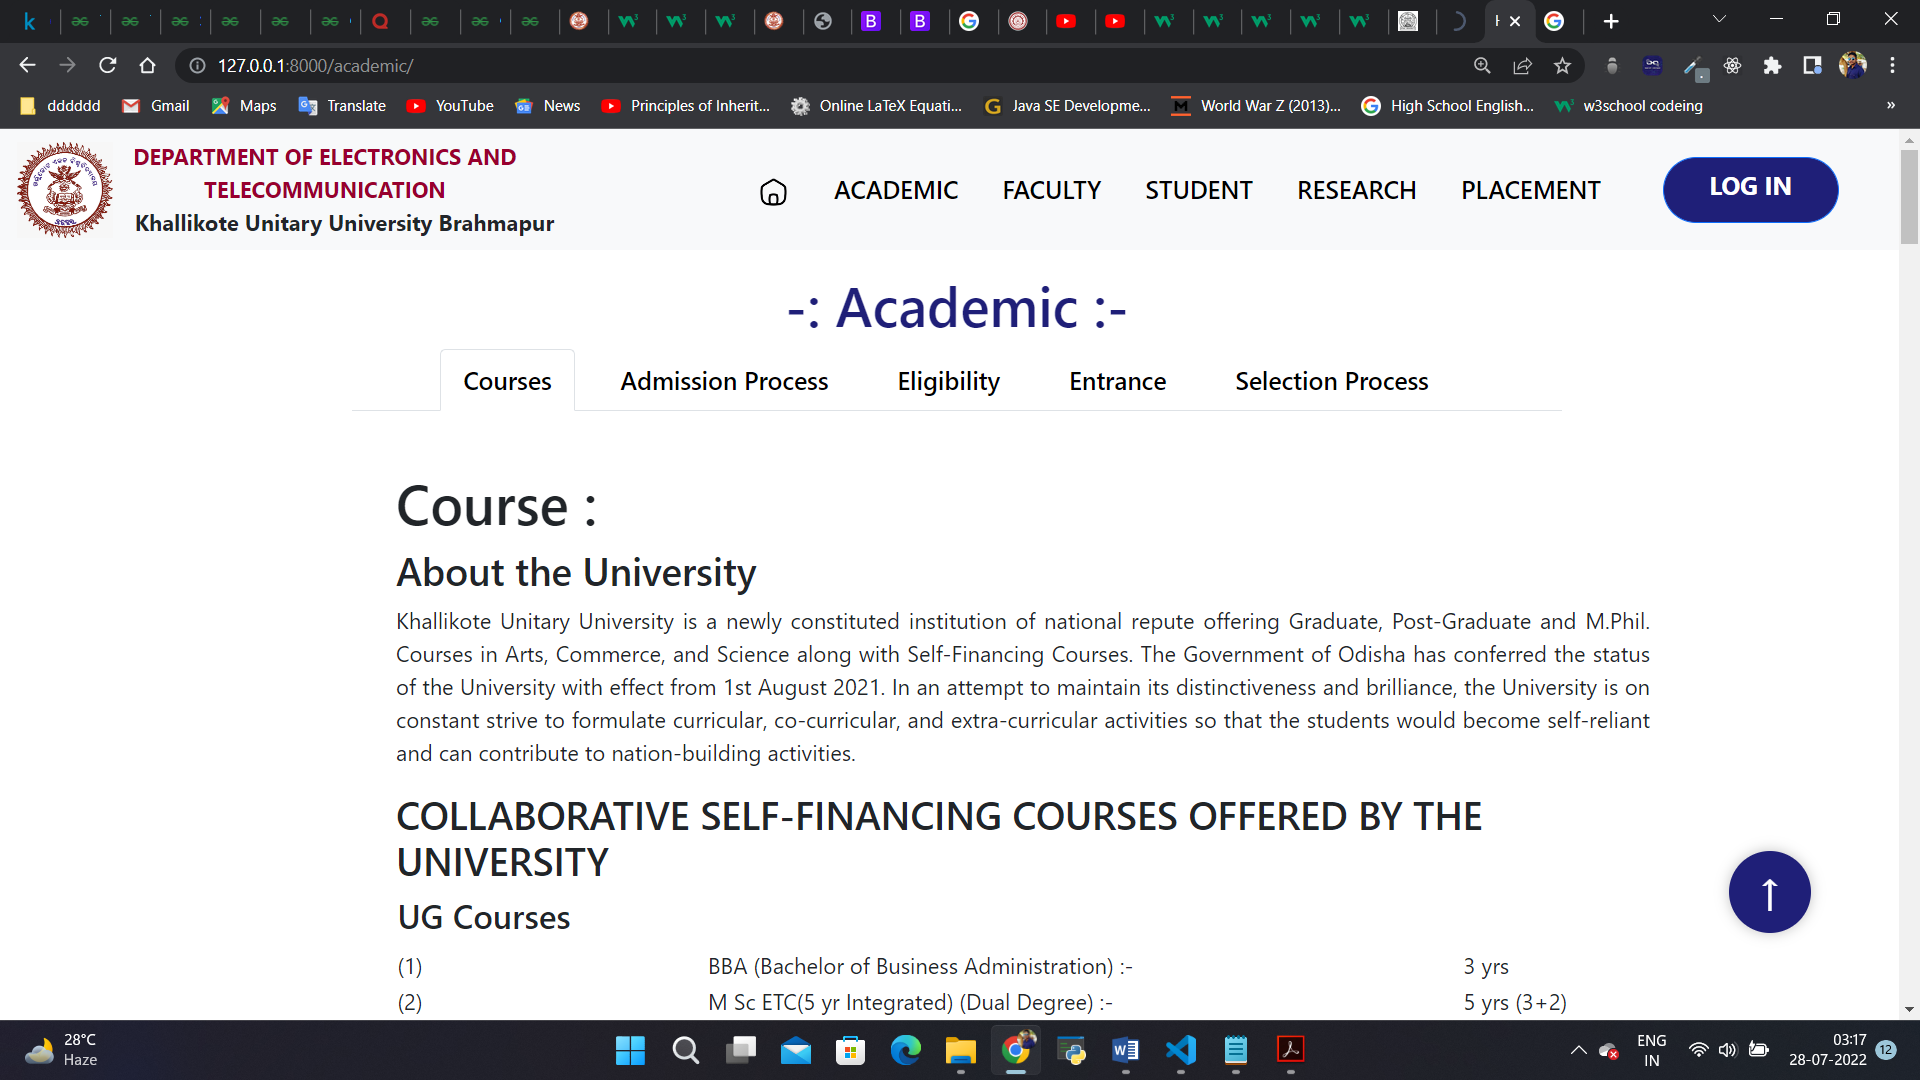 127.0.0.1:8000/academic/
dddddd Gmail Maps Translate YouTube News Principles of Inherit... Online LaTeX Equati... Java SE Developme... World War Z (2013)... High School English... w3school codeing »
DEPARTMENT OF ELECTRONICS AND
TELECOMMUNICATION
Khallikote Unitary University Brahmapur
ACADEMIC FACULTY STUDENT RESEARCH PLACEMENT LOG IN
-: Academic :-
Courses Admission Process Eligibility Entrance Selection Process
Course :
About the University
Khallikote Unitary University is a newly constituted institution of national repute offering Graduate, Post-Graduate and M.Phil.
Courses in Arts, Commerce, and Science along with Self-Financing Courses. The Government of Odisha has conferred the status
of the University with effect from 1st August 2021. In an attempt to maintain its distinctiveness and brilliance, the University is on
constant strive to formulate curricular, co-curricular, and extra-curricular activities so that the students would become self-reliant
and can contribute to nation-building activities.
COLLABORATIVE SELF-FINANCING COURSES OFFERED BY THE
UNIVERSITY
UG Courses
(1) BBA (Bachelor of Business Administration) :- 3 yrs
(2) M Sc ETC(5 yr Integrated) (Dual Degree) :- 5 yrs (3+2)
28°C
Haze
ENG
IN
03:17
28-07-2022
12